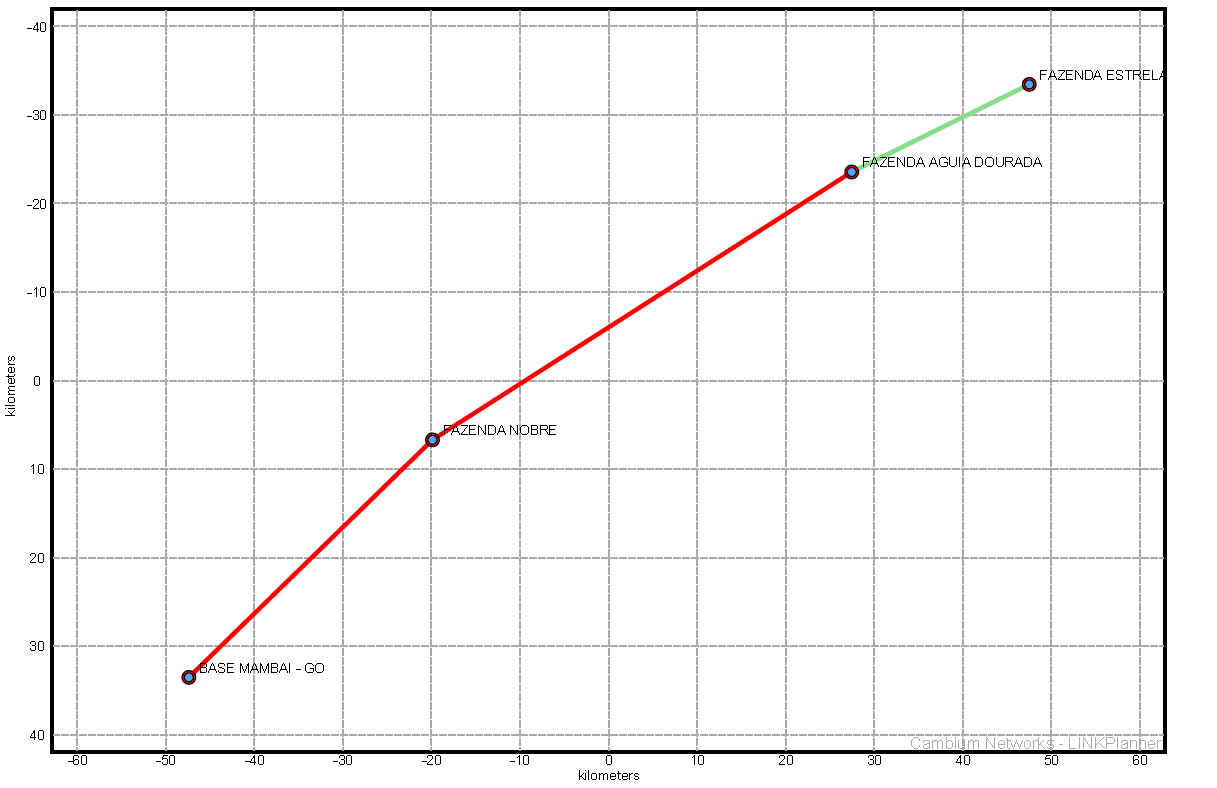 -40
FAZENDA ESTRELA
-30
FAZENDA AGUIA DOURADA
-20
-10
kilometers
0
FAZENDA NOBRE
10
20
30
BASE MAMBAI - GO
40
Cambium Networks - LINKPlanner
-60 -50 -40 -30 -20 -10 0 10 20 30 40 50 60
kilometers